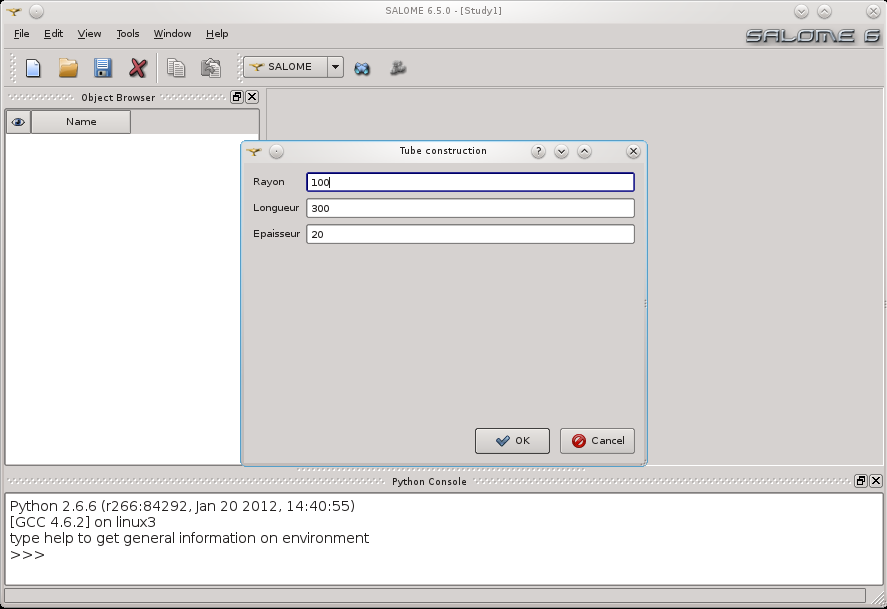 SALOME 6.5.0 - [Study1]
File Edit View Tools Window Help
SALOME 6
SALOME
Object Browser
Name
Tube construction
Rayon 100
Longueur 300
Epaisseur 20
OK Cancel
Python Console
Python 2.6.6 (r266:84292, Jan 20 2012, 14:40:55)
[GCC 4.6.2] on linux3
type help to get general information on environment
>>>